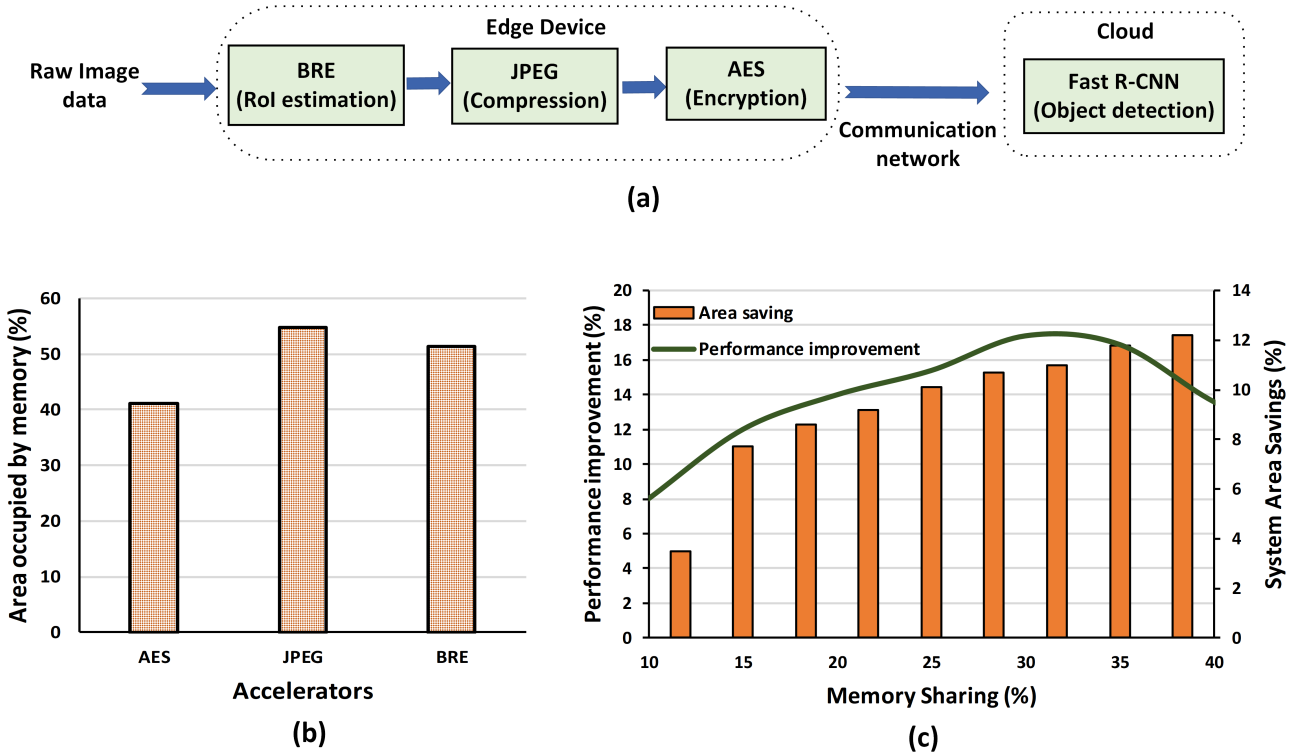 Edge Device
Cloud
Raw Image
data
BRE
(RoI estimation)
JPEG
(Compression)
AES
(Encryption)
Communication
network
Fast R-CNN
(Object detection)
(a)
Area occupied by memory (%)
60
50
40
30
20
10
0
AES
JPEG
BRE
Accelerators
(b)
Performance improvement (%)
20
18
16
14
12
10
8
6
4
2
0
Area saving
Performance improvement
14
12
10
8
6
4
2
0
System Area Savings (%)
10
15
20
25
30
35
40
Memory Sharing (%)
(c)